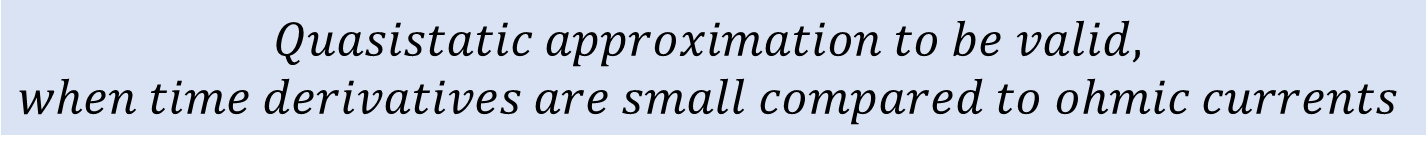 Quasistatic approximation to be valid,
when time derivatives are small compared to ohmic currents